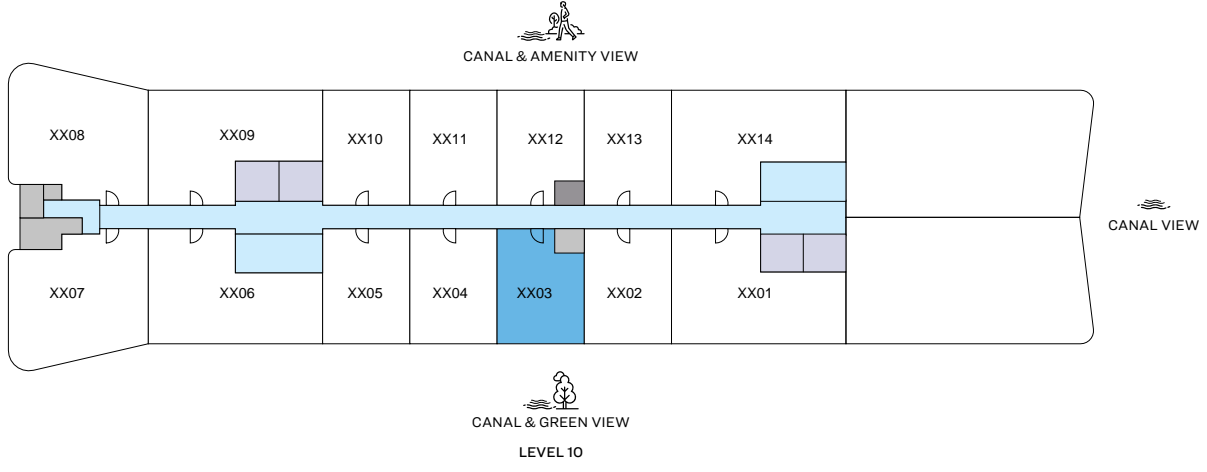 CANAL & AMENITY VIEW
XX08
XX09
XX10
XX11
XX12
XX13
XX14
CANAL VIEW
XX07
XX06
XX05
XX04
XX03
XX02
XX01
CANAL & GREEN VIEW
LEVEL 10